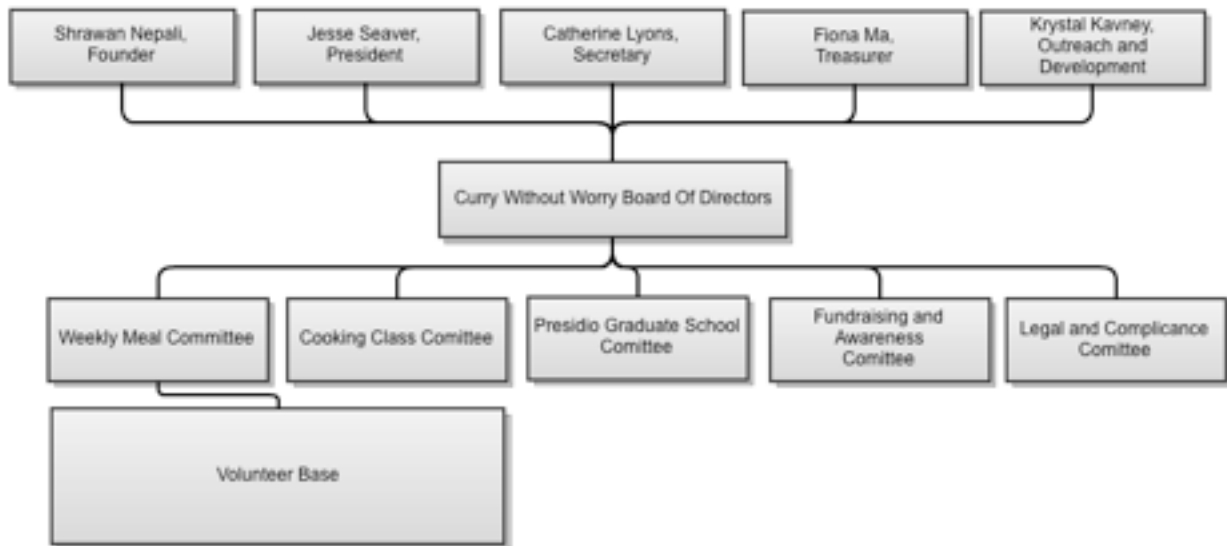 Shrawan Nepali,
Founder
Jesse Seaver,
President
Catherine Lyons,
Secretary
Fiona Ma,
Treasurer
Krystal Kavney,
Outreach and
Development
Curry Without Worry Board Of Directors
Weekly Meal Committee
Cooking Class Comittee
Presidio Graduate School
Comittee
Fundraising and
Awareness
Comittee
Legal and Complicance
Comittee
Volunteer Base